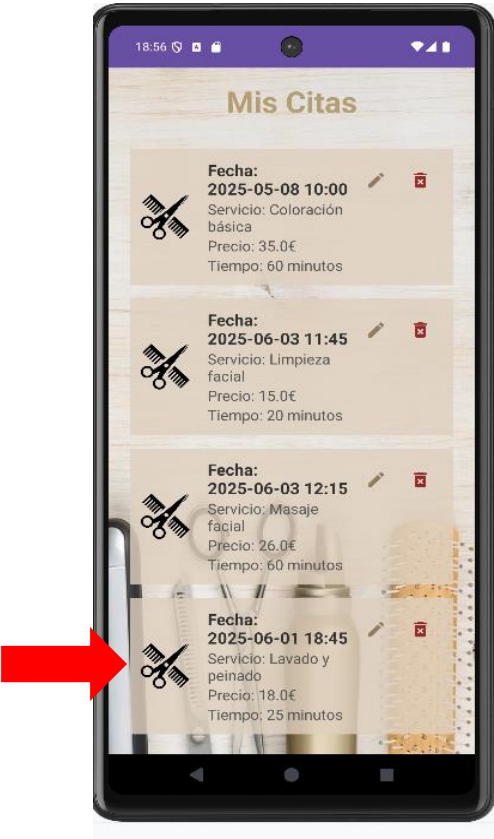 18:56
Mis Citas
Fecha:
2025-05-08 10:00
Servicio: Coloración
básica
Precio: 35.0€
Tiempo: 60 minutos
Fecha:
2025-06-03 11:45
Servicio: Limpieza
facial
Precio: 15.0€
Tiempo: 20 minutos
Fecha:
2025-06-03 12:15
Servicio: Masaje
facial
Precio: 26.0€
Tiempo: 60 minutos
Fecha:
2025-06-01 18:45
Servicio: Lavado y
peinado
Precio: 18.0€
Tiempo: 25 minutos